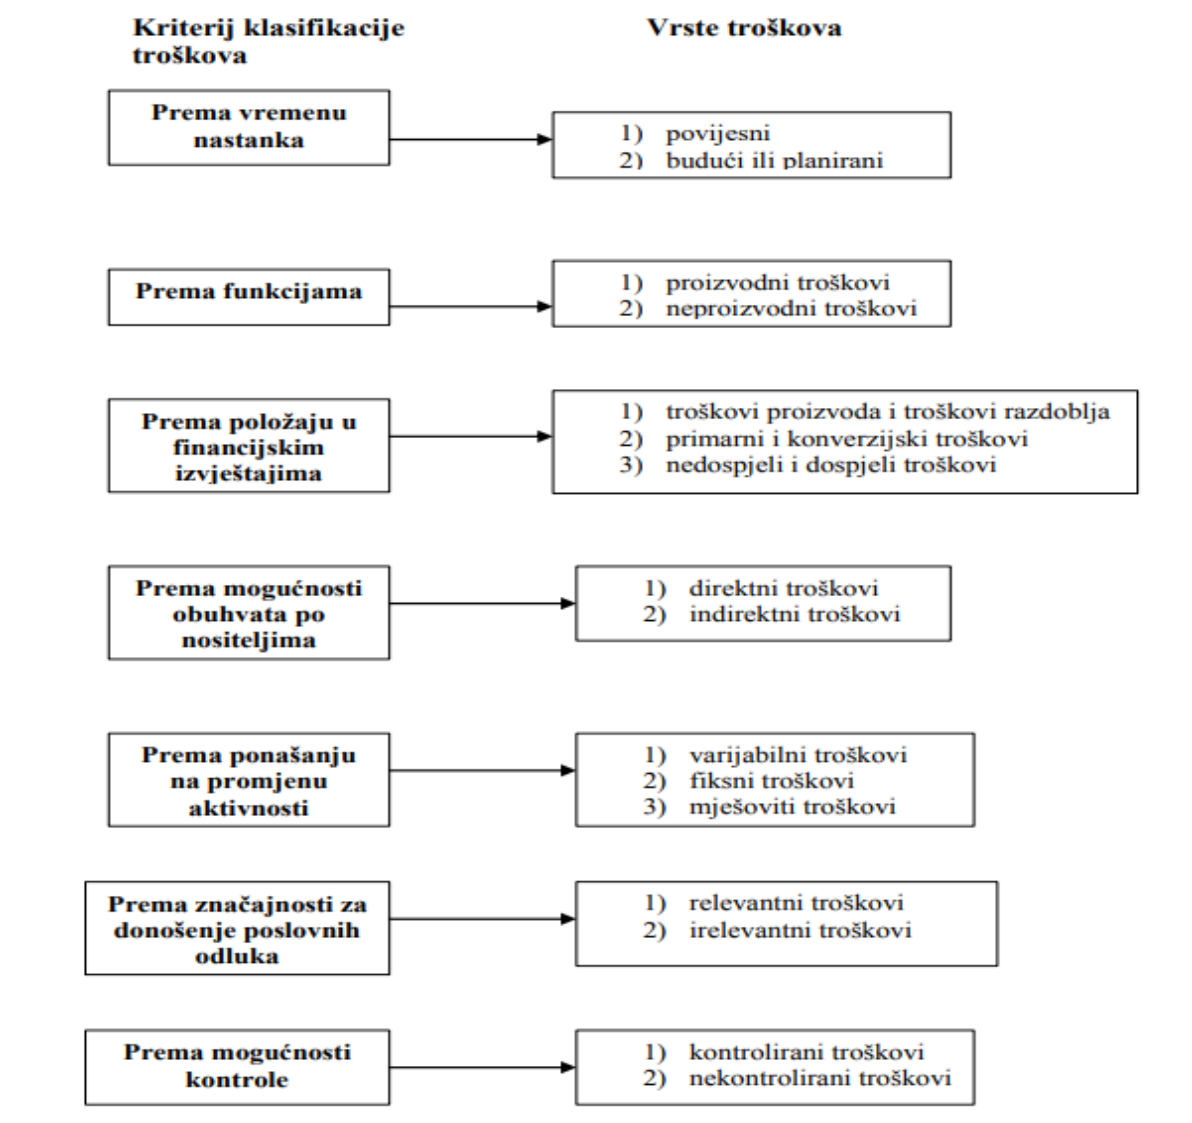 Kriterij klasifikacije
troškova
Vrste troškova
Prema vremenu
nastanka
1) povijesni
2) budući ili planirani
Prema funkcijama
1) proizvodni troškovi
2) neproizvodni troškovi
Prema položaju u
financijskim
izvještajima
1) troškovi proizvoda i troškovi razdoblja
2) primarni i konverzijski troškovi
3) nedospjeli i dospjeli troškovi
Prema mogućnosti
obuhvata po
nositeljima
1) direktni troškovi
2) indirektni troškovi
Prema ponašanju
na promjenu
aktivnosti
1) varijabilni troškovi
2) fiksni troškovi
3) mješoviti troškovi
Prema značajnosti za
donošenje poslovnih
odluka
1) relevantni troškovi
2) irelevantni troškovi
Prema mogućnosti
kontrole
1) kontrolirani troškovi
2) nekontrolirani troškovi